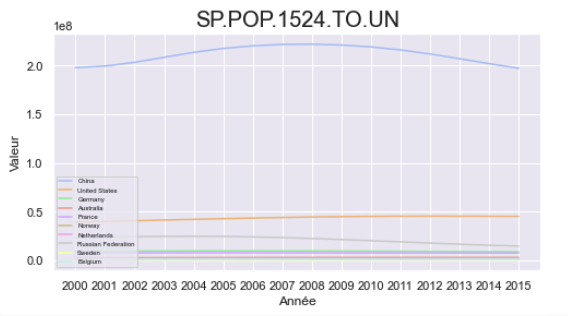 SP.POP.1524.TO.UN
1e8
2.0
1.5
1.0
0.5
0.0
Valeur
China
United States
Germany
Australia
France
Norway
Netherlands
Russian Federation
Sweden
Belgium
2000 2001 2002 2003 2004 2005 2006 2007 2008 2009 2010 2011 2012 2013 2014 2015
Année